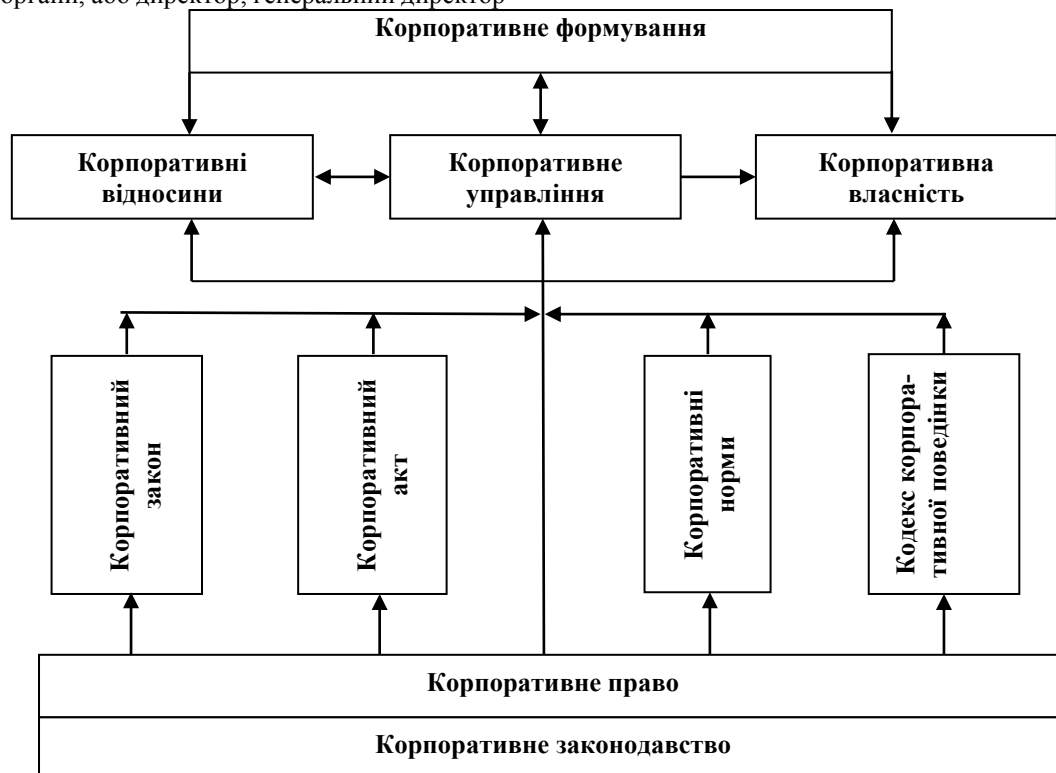 органи, або директор, генеральний директор
Корпоративне формування
Корпоративні
відносини
Корпоративне
управління
Корпоративна
власність
Корпоративний
закон
Корпоративний
акт
Корпоративні
норми
Кодекс корпора-
тивної поведінки
Корпоративне право
Корпоративне законодавство